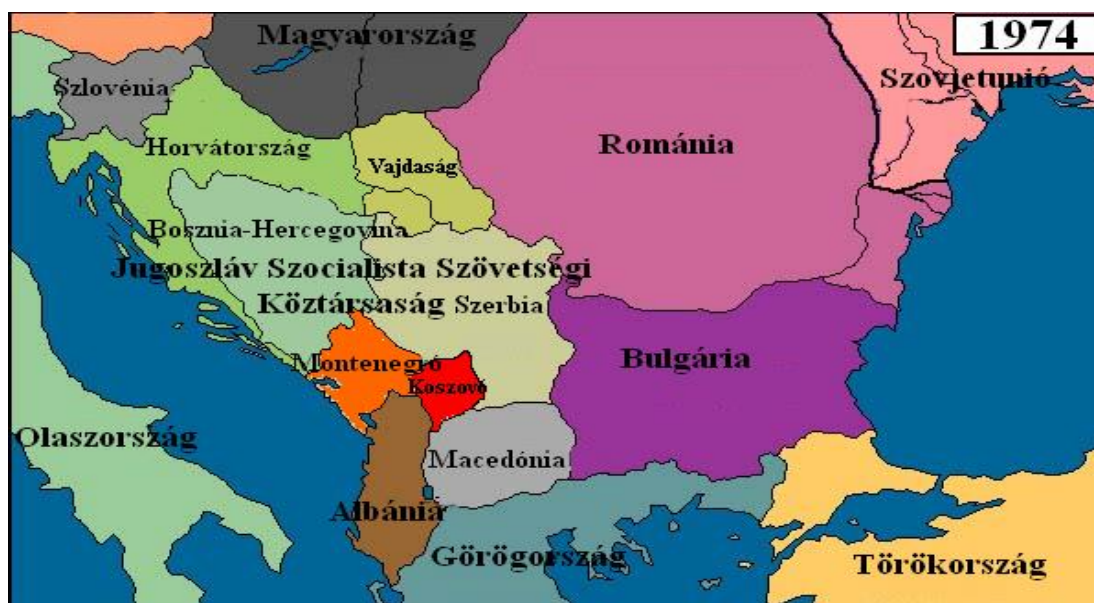 Magyarország
1974
Szlovénia
Szovjetunió
Horvátország
Vajdaság
Románia
Bosznia-Hercegovina
Jugoszláv Szocialista Szövetségi
Köztársaság
Szerbia
Montenegró
Koszovó
Bulgária
Olaszország
Macedónia
Albánia
Görögország
Törökország